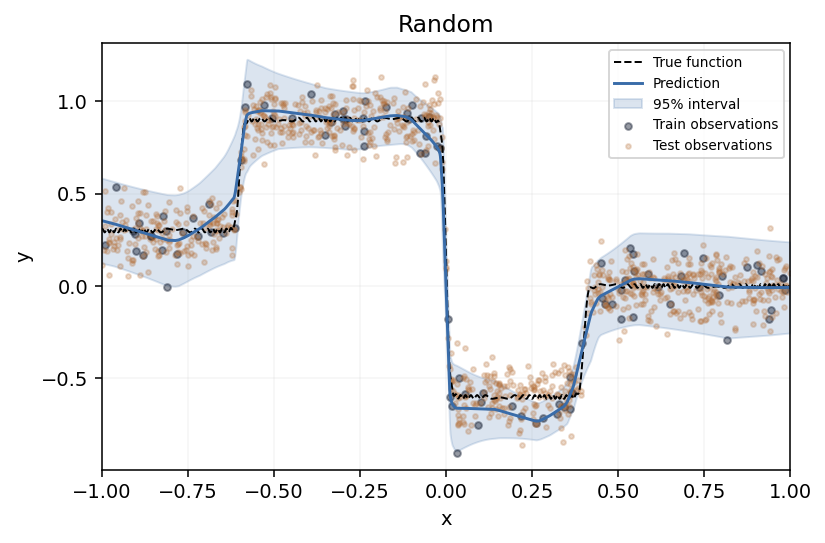 Random
True function
Prediction
95% interval
Train observations
Test observations
1.0
0.5
0.0
−0.5
y
−1.00 −0.75 −0.50 −0.25 0.00 0.25 0.50 0.75 1.00
x